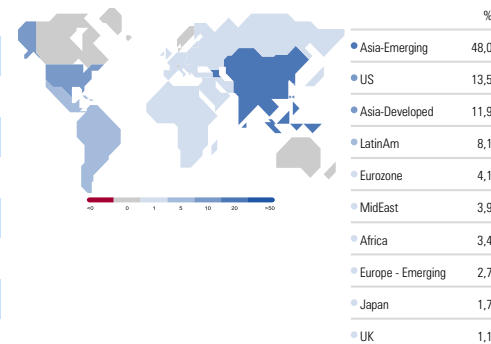 %
Asia-Emerging 48,0
US 13,5
Asia-Developed 11,9
LatinAm 8,1
Eurozone 4,1
MidEast 3,9
Africa 3,4
Europe - Emerging 2,7
Japan 1,7
UK 1,1
<0 0 1 5 10 20 >50